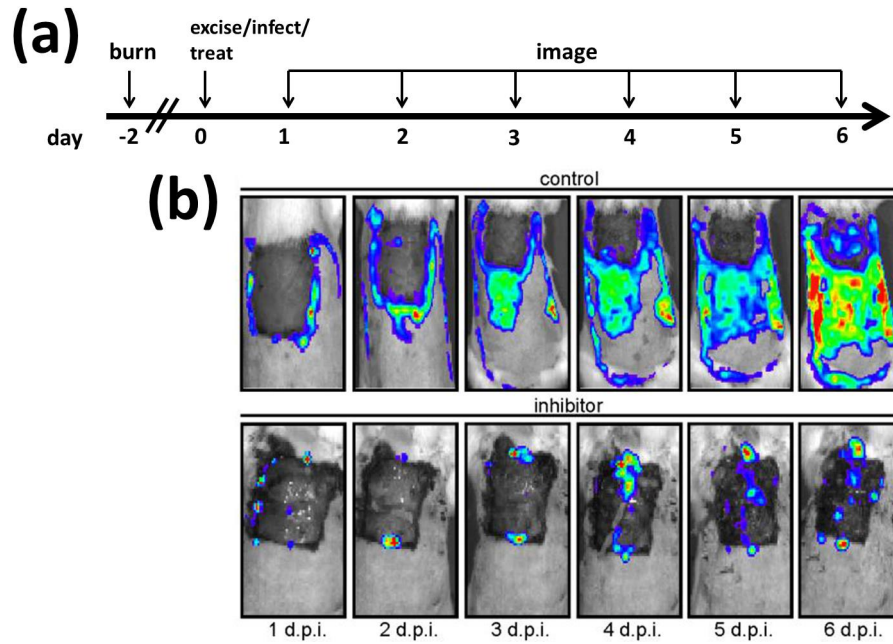 (a)
burn
excise/infect/
treat
image
day
-2
0
1
2
3
4
5
6
(b)
control
inhibitor
1 d.p.i.
2 d.p.i.
3 d.p.i.
4 d.p.i.
5 d.p.i.
6 d.p.i.